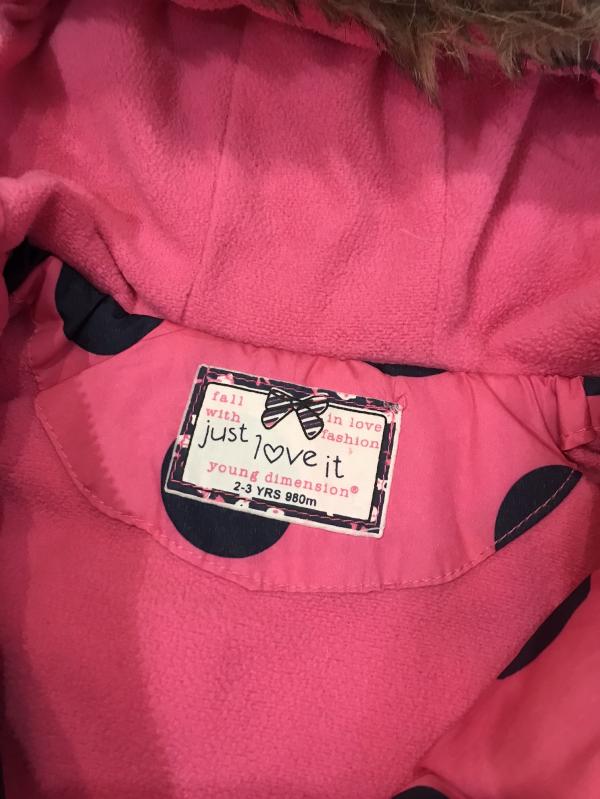 fall in love
with fashion
just love it
young dimension®
2-3 YRS 980m